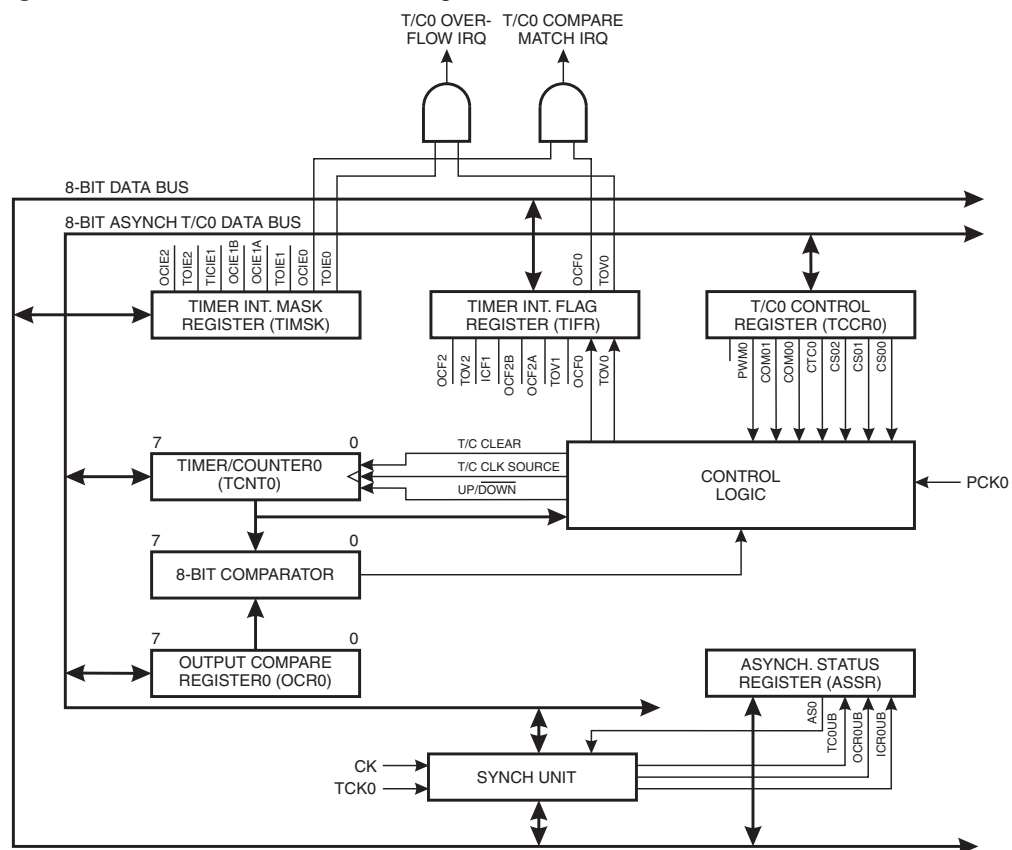 T/C0 OVER-
FLOW IRQ
T/C0 COMPARE
MATCH IRQ
8-BIT DATA BUS
8-BIT ASYNCH T/C0 DATA BUS
OCIE2
TOIE2
TICIE1
OCIE1B
OCIE1A
TOIE1
OCIE0
TOIE0
OCF0
TOV0
TIMER INT. MASK
REGISTER (TIMSK)
TIMER INT. FLAG
REGISTER (TIFR)
T/C0 CONTROL
REGISTER (TCCR0)
OCF2
TOV2
ICF1
OCF2B
OCF2A
TOV1
OCF0
TOV0
PWM0
COM01
COM00
CTC0
CS02
CS01
CS00
7
0
TIMER/COUNTER0
(TCNT0)
T/C CLEAR
T/C CLK SOURCE
UP/DOWN
CONTROL
LOGIC
PCK0
7
0
8-BIT COMPARATOR
7
0
OUTPUT COMPARE
REGISTER0 (OCR0)
ASYNCH. STATUS
REGISTER (ASSR)
AS0
TC0UB
OCR0UB
ICR0UB
CK
TCK0
SYNCH UNIT